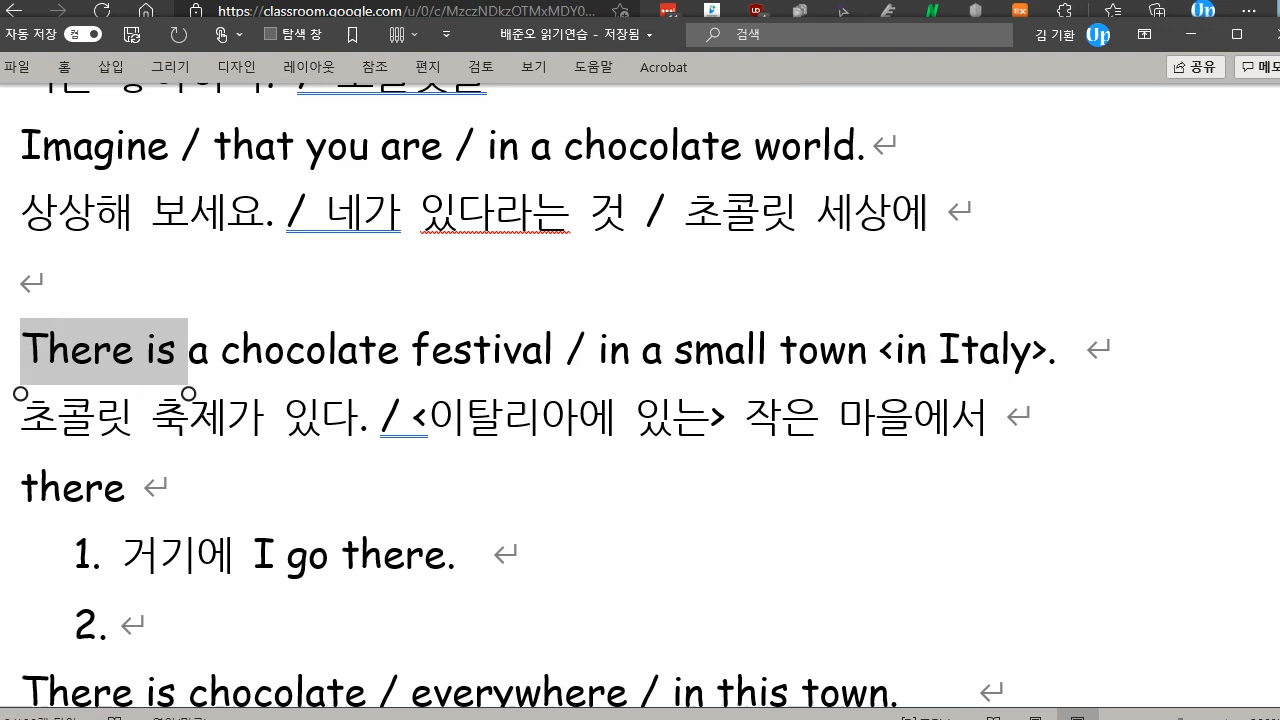 https://classroom.google.com/u/0/c/MzczNDkzOTMxMDY0...
자동 저장 켬 탐색 창 배준오 읽기연습 - 저장됨 검색 김 기환
파일 홈 삽입 그리기 디자인 레이아웃 참조 편지 검토 보기 도움말 Acrobat 공유 메모
Imagine / that you are / in a chocolate world.
상상해 보세요. / 네가 있다라는 것 / 초콜릿 세상에
There is a chocolate festival / in a small town <in Italy>.
초콜릿 축제가 있다. / <이탈리아에 있는> 작은 마을에서
there
1. 거기에 I go there.
2.
There is chocolate / everywhere / in this town.